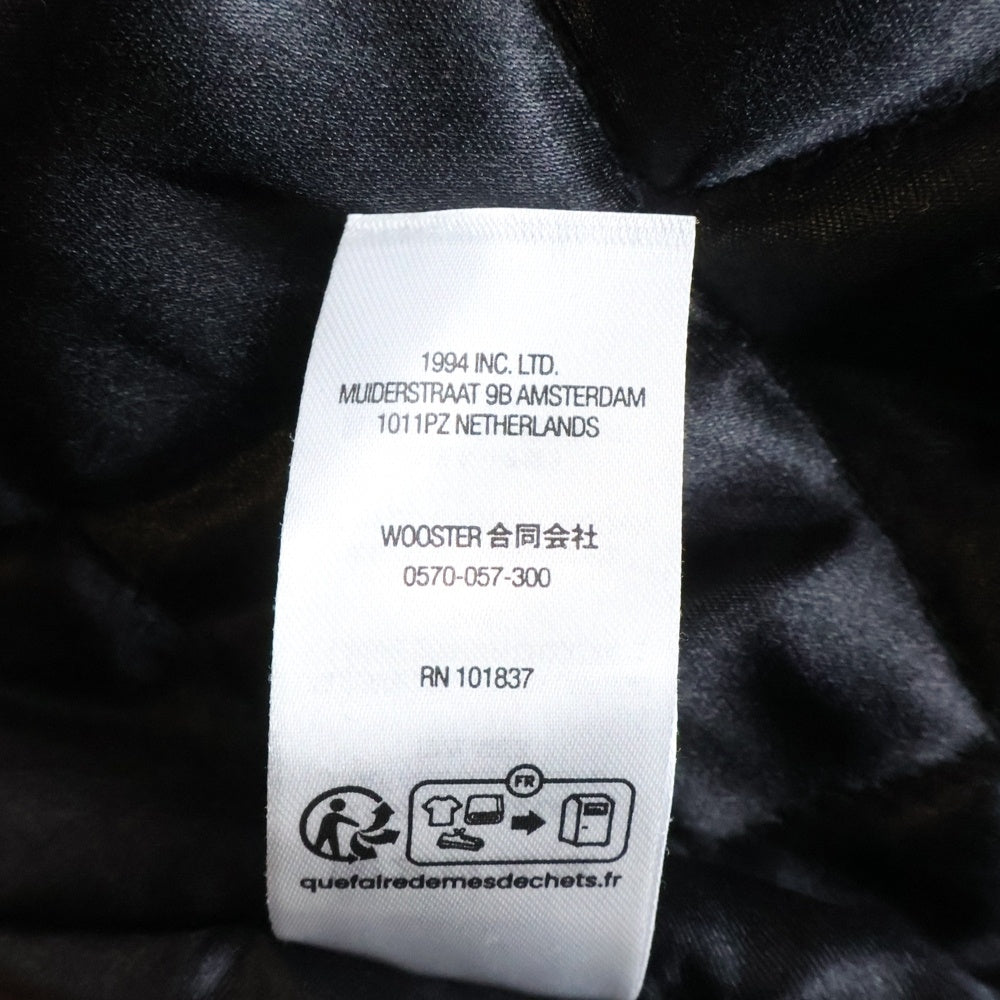 1994 INC. LTD.
MUIDERSTRAAT 9B AMSTERDAM
1011PZ NETHERLANDS
WOOSTER 合同会社
0570-057-300
RN 101837
FR
quefairedemesdechets.fr